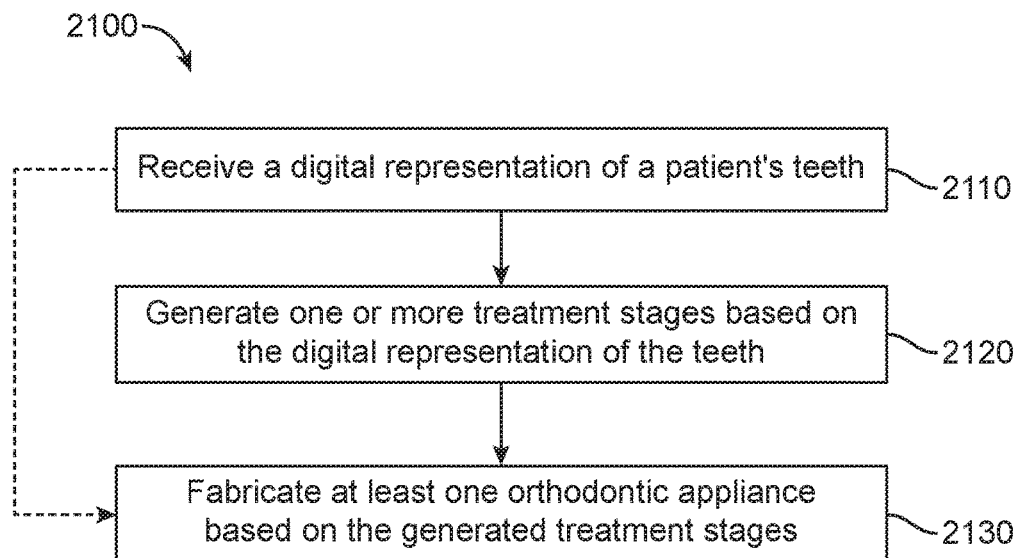 2100
Receive a digital representation of a patient's teeth
2110
Generate one or more treatment stages based on
the digital representation of the teeth
2120
Fabricate at least one orthodontic appliance
based on the generated treatment stages
2130